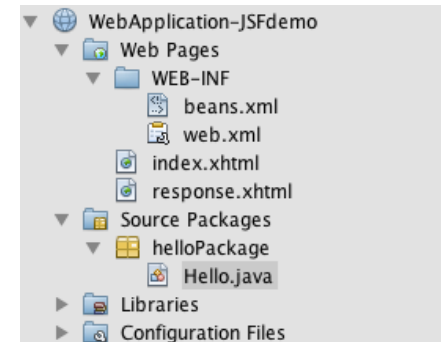 WebApplication-JSFdemo
Web Pages
WEB-INF
beans.xml
web.xml
index.xhtml
response.xhtml
Source Packages
helloPackage
Hello.java
Libraries
Configuration Files